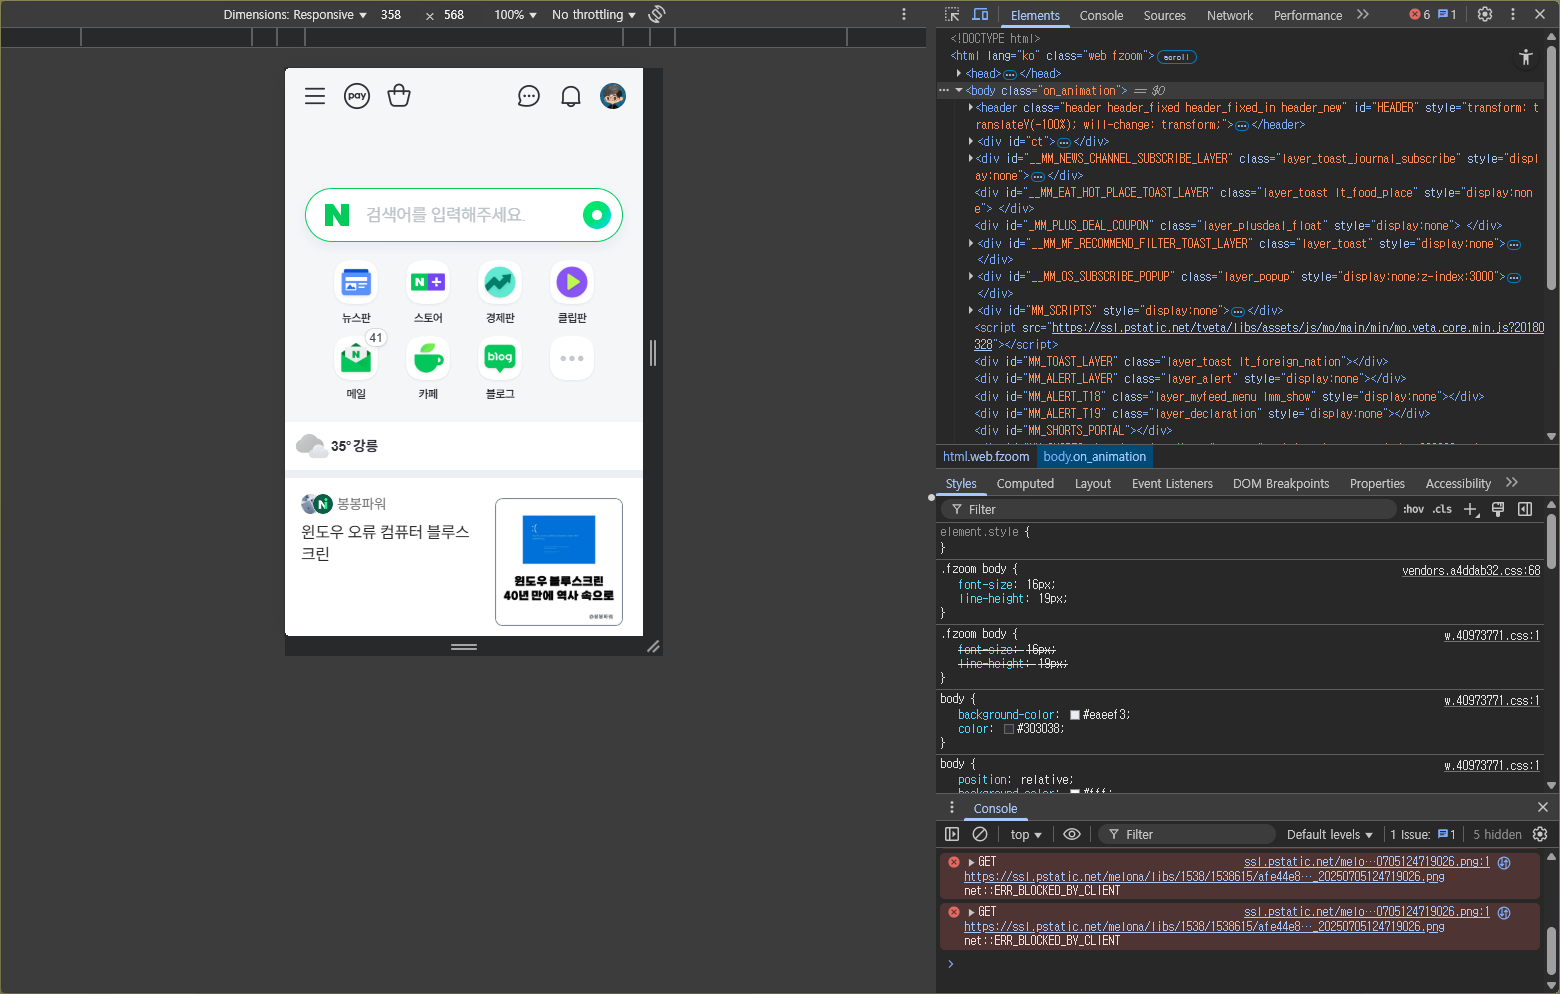 Dimensions: Responsive ▼ 358 × 568 100% ▼ No throttling ▼
pay
N 검색어를 입력해주세요.
N+
뉴스판 스토어 경제판 클립판
41
N blog
메일 카페 블로그
35° 강릉
N 봉봉파워
윈도우 오류 컴퓨터 블루스
크린
:(
윈도우 블루스크린
40년 만에 역사 속으로
@봉봉파워
Elements Console Sources Network Performance 6 1
<!DOCTYPE html>
<html lang="ko" class="web fzoom"> scroll
<head> ⋯ </head>
⋯ <body class="on_animation"> == $0
<header class="header header_fixed header_fixed_in header_new" id="HEADER" style="transform: t
ranslateY(-100%); will-change: transform;"> ⋯ </header>
<div id="ct"> ⋯ </div>
<div id="__MM_NEWS_CHANNEL_SUBSCRIBE_LAYER" class="layer_toast_journal_subscribe" style="displ
ay:none"> ⋯ </div>
<div id="__MM_EAT_HOT_PLACE_TOAST_LAYER" class="layer_toast lt_food_place" style="display:non
e"> </div>
<div id="_MM_PLUS_DEAL_COUPON" class="layer_plusdeal_float" style="display:none"> </div>
<div id="__MM_MF_RECOMMEND_FILTER_TOAST_LAYER" class="layer_toast" style="display:none"> ⋯
</div>
<div id="__MM_OS_SUBSCRIBE_POPUP" class="layer_popup" style="display:none;z-index:3000"> ⋯
</div>
<div id="MM_SCRIPTS" style="display:none"> ⋯ </div>
<script src="https://ssl.pstatic.net/tveta/libs/assets/js/mo/main/min/mo.veta.core.min.js?20180
328"></script>
<div id="MM_TOAST_LAYER" class="layer_toast lt_foreign_nation"></div>
<div id="MM_ALERT_LAYER" class="layer_alert" style="display:none"></div>
<div id="MM_ALERT_T18" class="layer_myfeed_menu lmm_show" style="display:none"></div>
<div id="MM_ALERT_T19" class="layer_declaration" style="display:none"></div>
<div id="MM_SHORTS_PORTAL"></div>
html.web.fzoom body.on_animation
Styles Computed Layout Event Listeners DOM Breakpoints Properties Accessibility
Filter :hov .cls
element.style {
}
.fzoom body { vendors.a4ddab32.css:68
font-size: 16px;
line-height: 19px;
}
.fzoom body { w.40973771.css:1
font-size: 16px;
line-height: 19px;
}
body { w.40973771.css:1
background-color: #eaeef3;
color: #303038;
}
body { w.40973771.css:1
position: relative;
background-color: #fff;
Console
top ▼ Filter Default levels ▼ 1 Issue: 1 5 hidden
GET ssl.pstatic.net/melo…0705124719026.png:1
https://ssl.pstatic.net/melona/libs/1538/1538615/afe44e8…_20250705124719026.png
net::ERR_BLOCKED_BY_CLIENT
GET ssl.pstatic.net/melo…0705124719026.png:1
https://ssl.pstatic.net/melona/libs/1538/1538615/afe44e8…_20250705124719026.png
net::ERR_BLOCKED_BY_CLIENT
>